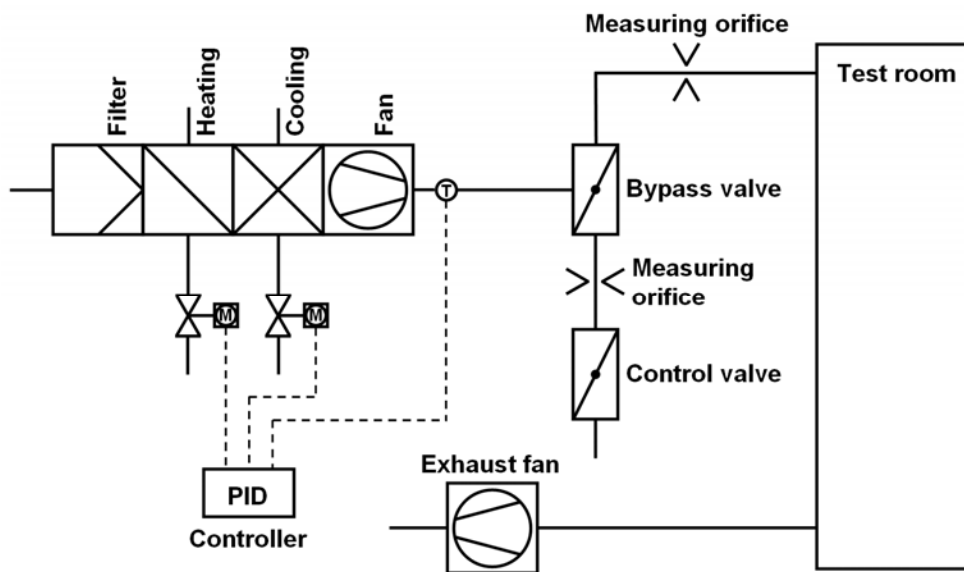 Measuring orifice
Test room
Filter
Heating
Cooling
Fan
T
Bypass valve
Measuring
orifice
M
M
Control valve
Exhaust fan
PID
Controller